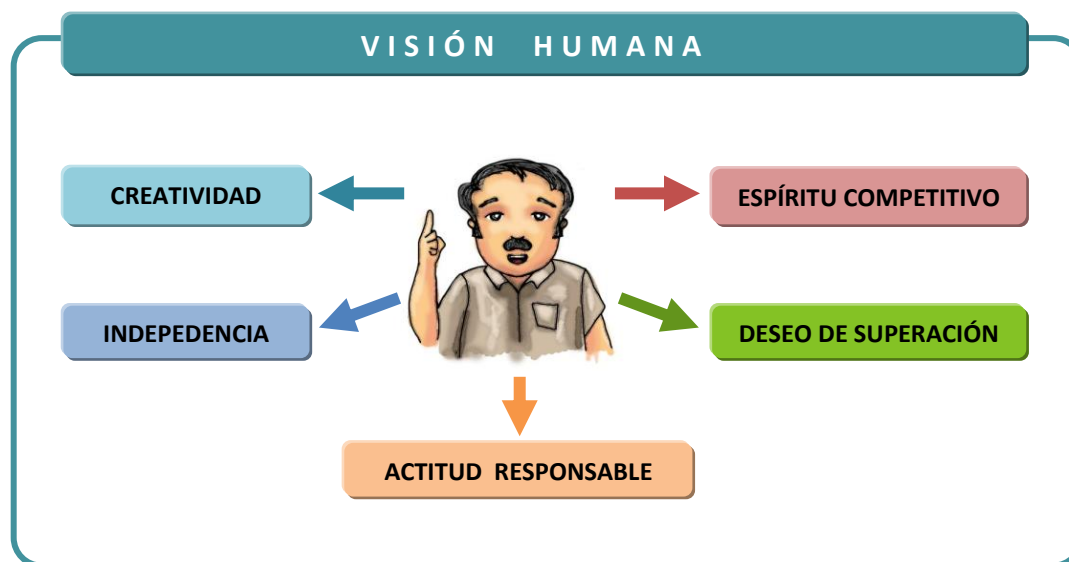 VISIÓN HUMANA
CREATIVIDAD
ESPÍRITU COMPETITIVO
INDEPEDENCIA
DESEO DE SUPERACIÓN
ACTITUD RESPONSABLE